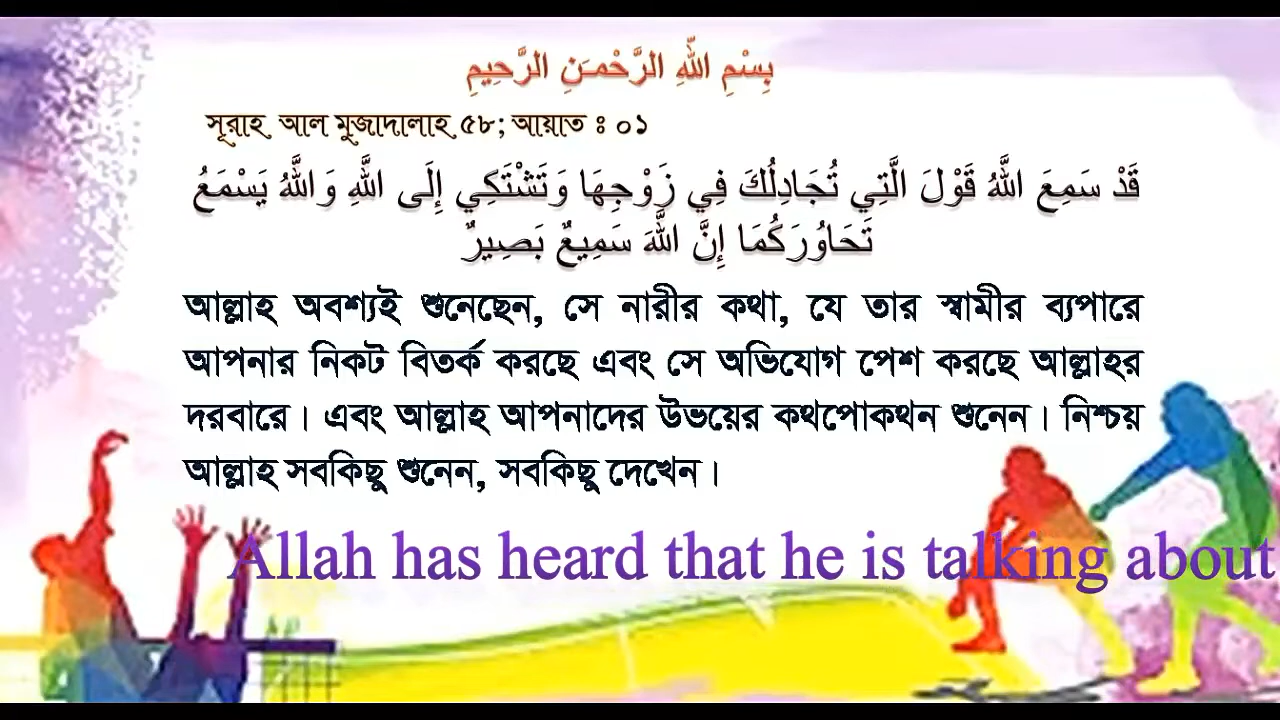 بِسْمِ اللّٰهِ الرَّحْمـَنِ الرَّحِيمِ
সূরাহ আল মুজাদালাহ ৫৮; আয়াত : ০১
قَدْ سَمِعَ اللَّهُ قَوْلَ الَّتِي تُجَادِلُكَ فِي زَوْجِهَا وَتَشْتَكِي إِلَى اللَّهِ وَاللَّهُ يَسْمَعُ
تَحَاوُرَكُمَا إِنَّ اللَّهَ سَمِيعٌ بَصِيرٌ
আল্লাহ অবশ্যই শুনেছেন, সে নারীর কথা, যে তার স্বামীর ব্যপারে
আপনার নিকট বিতর্ক করছে এবং সে অভিযোগ পেশ করছে আল্লাহর
দরবারে। এবং আল্লাহ আপনাদের উভয়ের কথপোকথন শুনেন। নিশ্চয়
আল্লাহ সবকিছু শুনেন, সবকিছু দেখেন।
Allah has heard that he is talking about